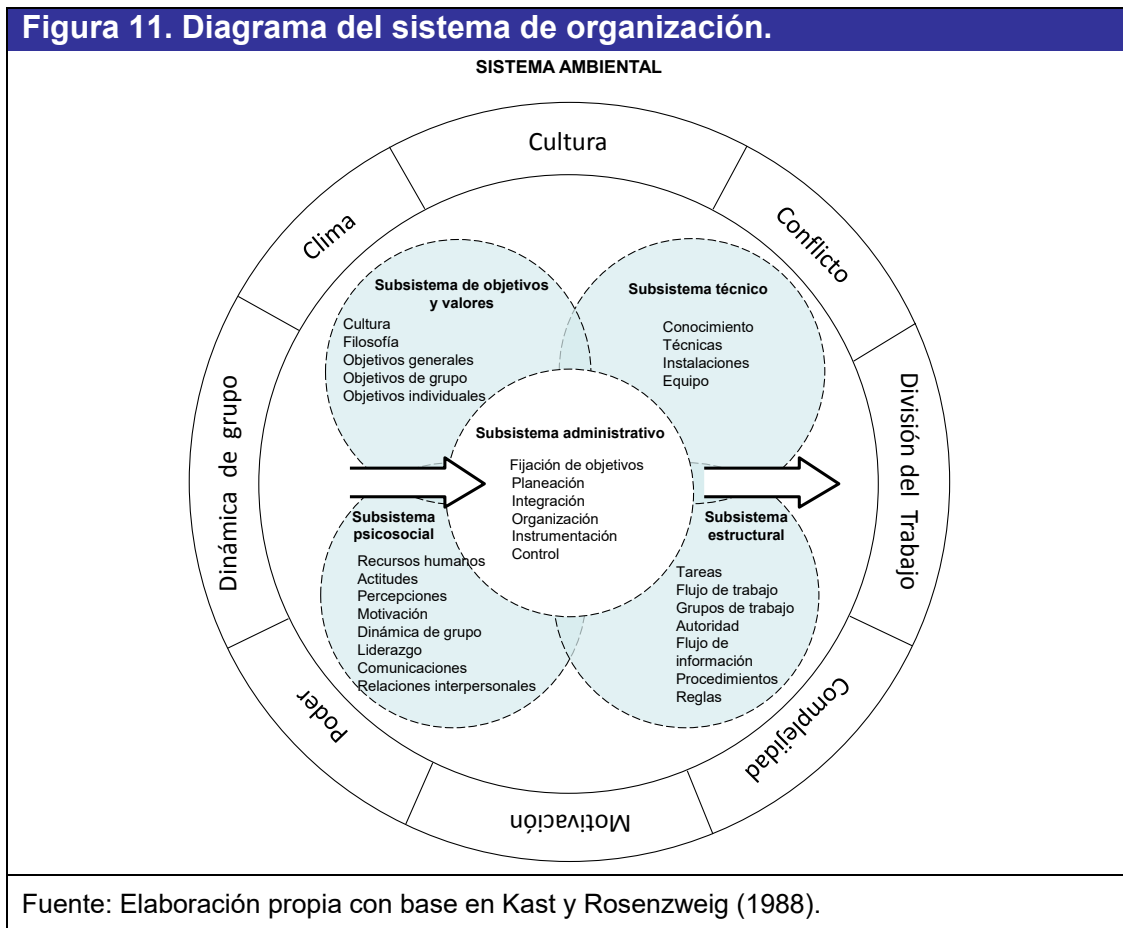 Figura 11. Diagrama del sistema de organización.
SISTEMA AMBIENTAL
Cultura
Clima
Conflicto
Dinámica de grupo
División del Trabajo
Poder
Complejidad
Motivación
Subsistema de objetivos
y valores
Cultura
Filosofía
Objetivos generales
Objetivos de grupo
Objetivos individuales
Subsistema técnico
Conocimiento
Técnicas
Instalaciones
Equipo
Subsistema administrativo
Fijación de objetivos
Planeación
Integración
Organización
Instrumentación
Control
Subsistema
psicosocial
Recursos humanos
Actitudes
Percepciones
Motivación
Dinámica de grupo
Liderazgo
Comunicaciones
Relaciones interpersonales
Subsistema
estructural
Tareas
Flujo de trabajo
Grupos de trabajo
Autoridad
Flujo de
información
Procedimientos
Reglas
Fuente: Elaboración propia con base en Kast y Rosenzweig (1988).